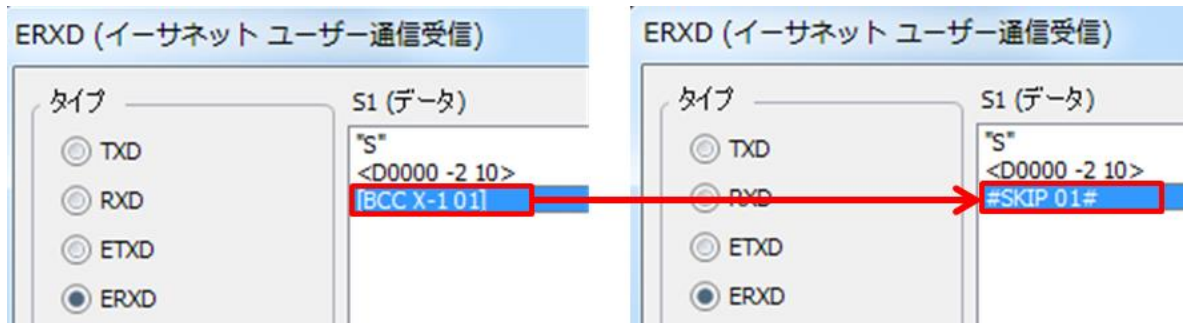 ERXD (イーサネット ユーザー通信受信)
タイプ
TXD
RXD
ETXD
ERXD
S1 (データ)
"S"
<D0000 -2 10>
[BCC X-1 01]
ERXD (イーサネット ユーザー通信受信)
タイプ
TXD
RXD
ETXD
ERXD
S1 (データ)
"S"
<D0000 -2 10>
#SKIP 01#